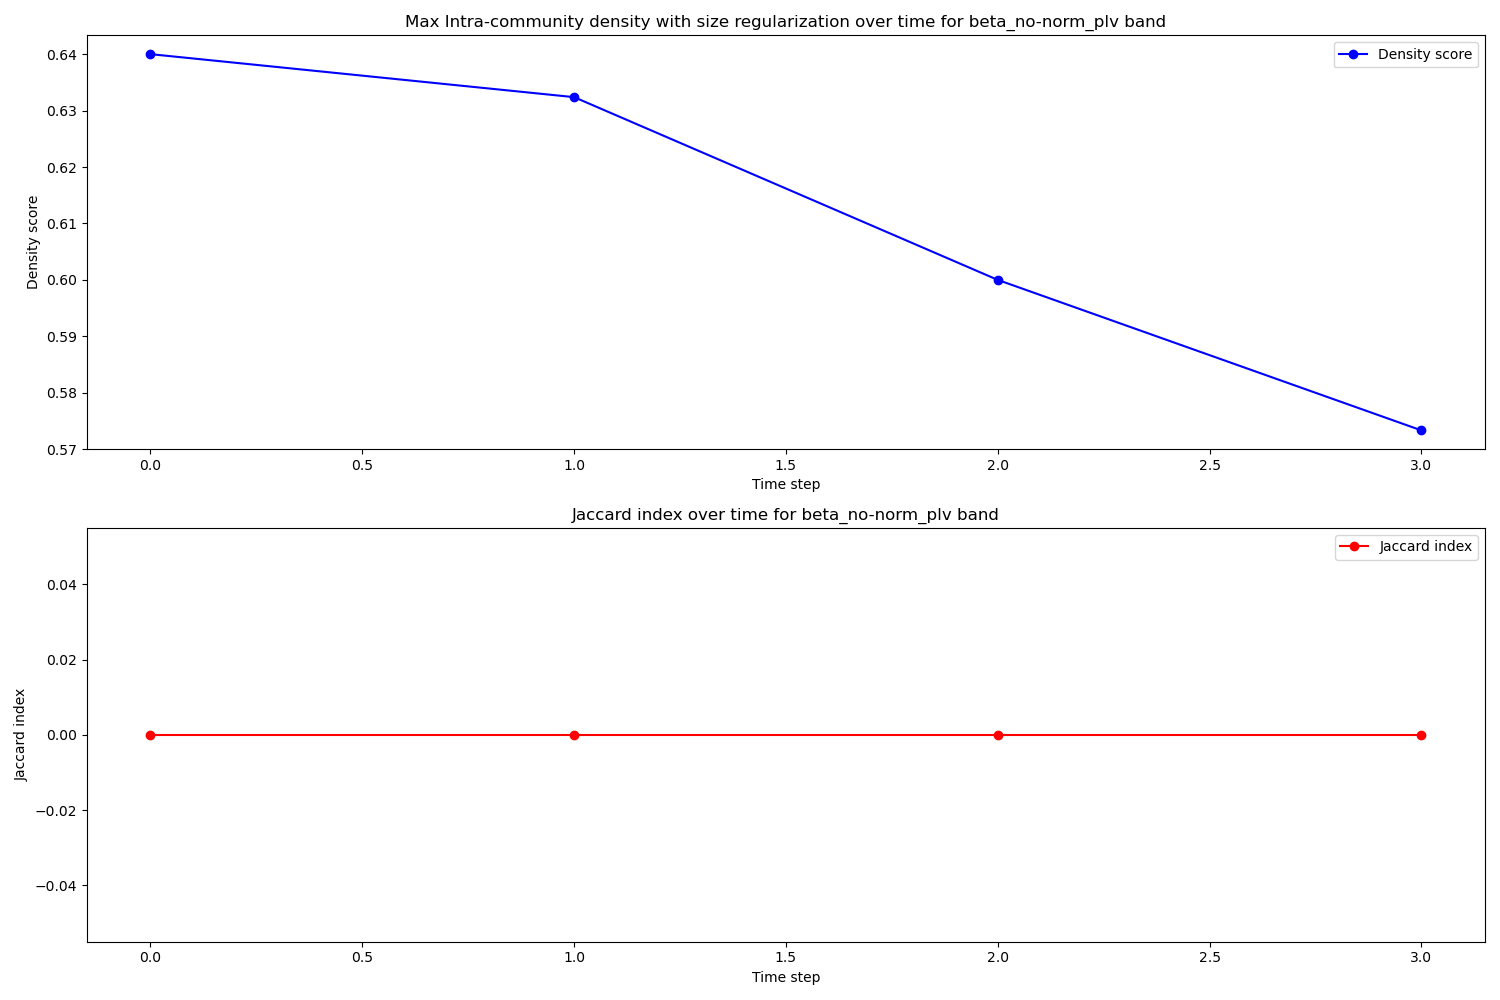 Max Intra-community density with size regularization over time for beta_no-norm_plv band
Density score
0.64
0.63
0.62
0.61
0.60
0.59
0.58
0.57
Density score
0.0 0.5 1.0 1.5 2.0 2.5 3.0
Time step
Jaccard index over time for beta_no-norm_plv band
Jaccard index
0.04
0.02
0.00
−0.02
−0.04
Jaccard index
0.0 0.5 1.0 1.5 2.0 2.5 3.0
Time step